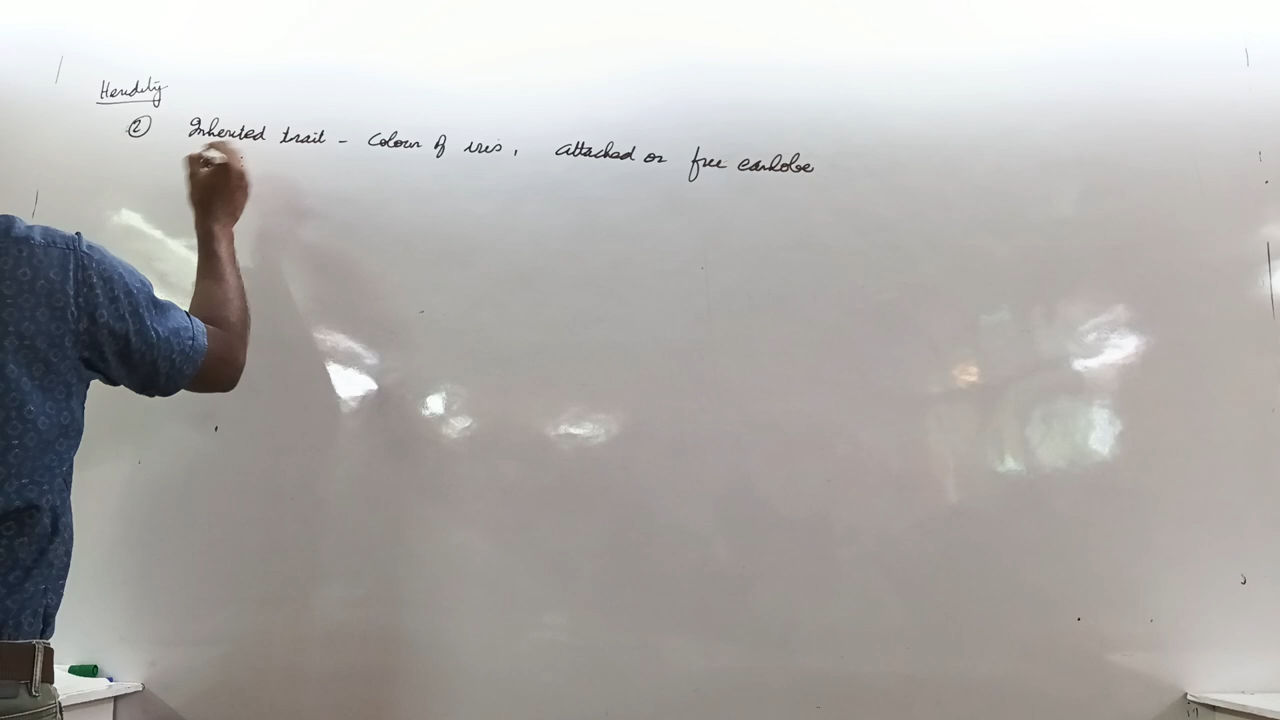 Heredity
② Inherited trait - colour of iris, attached or free earlobe